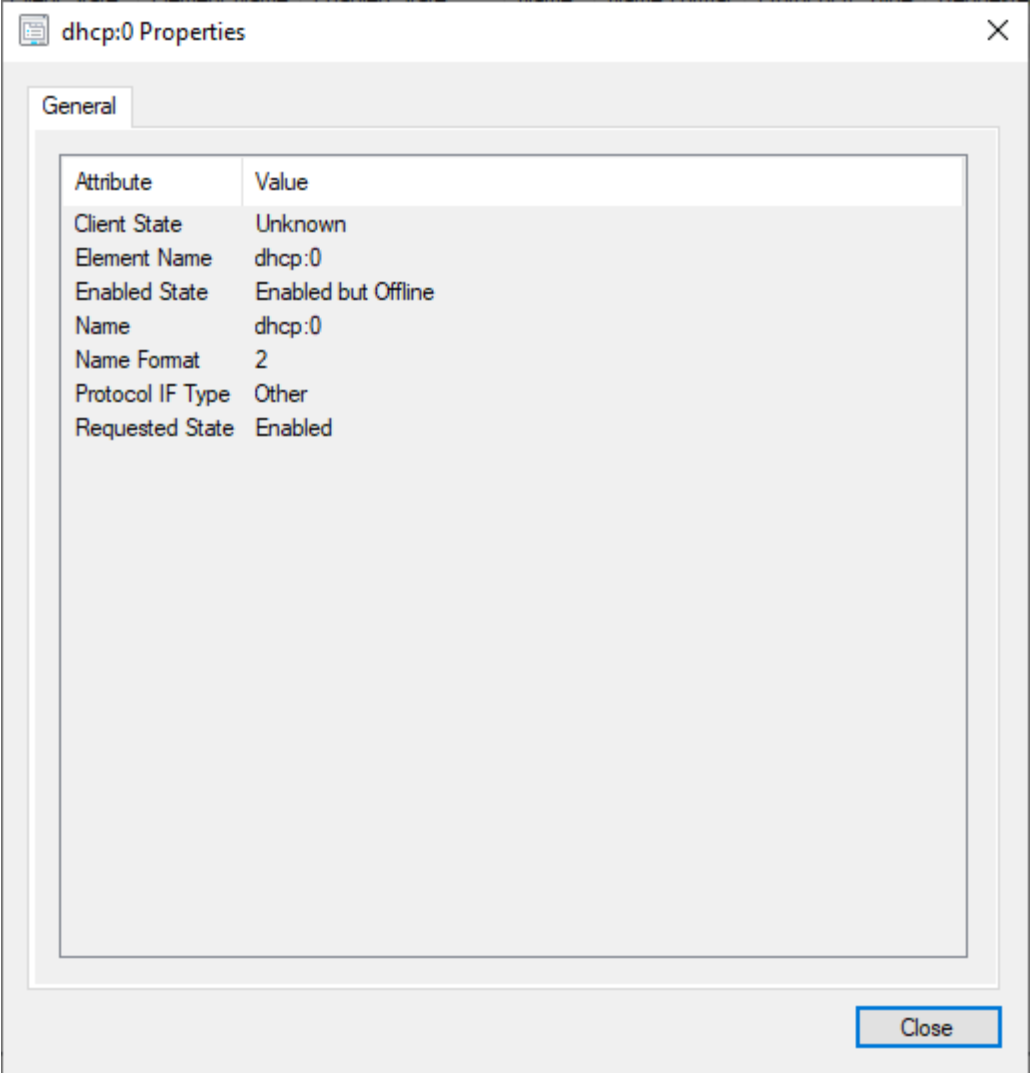 dhcp:0 Properties
General
Attribute Value
Client State Unknown
Element Name dhcp:0
Enabled State Enabled but Offline
Name dhcp:0
Name Format 2
Protocol IF Type Other
Requested State Enabled
Close